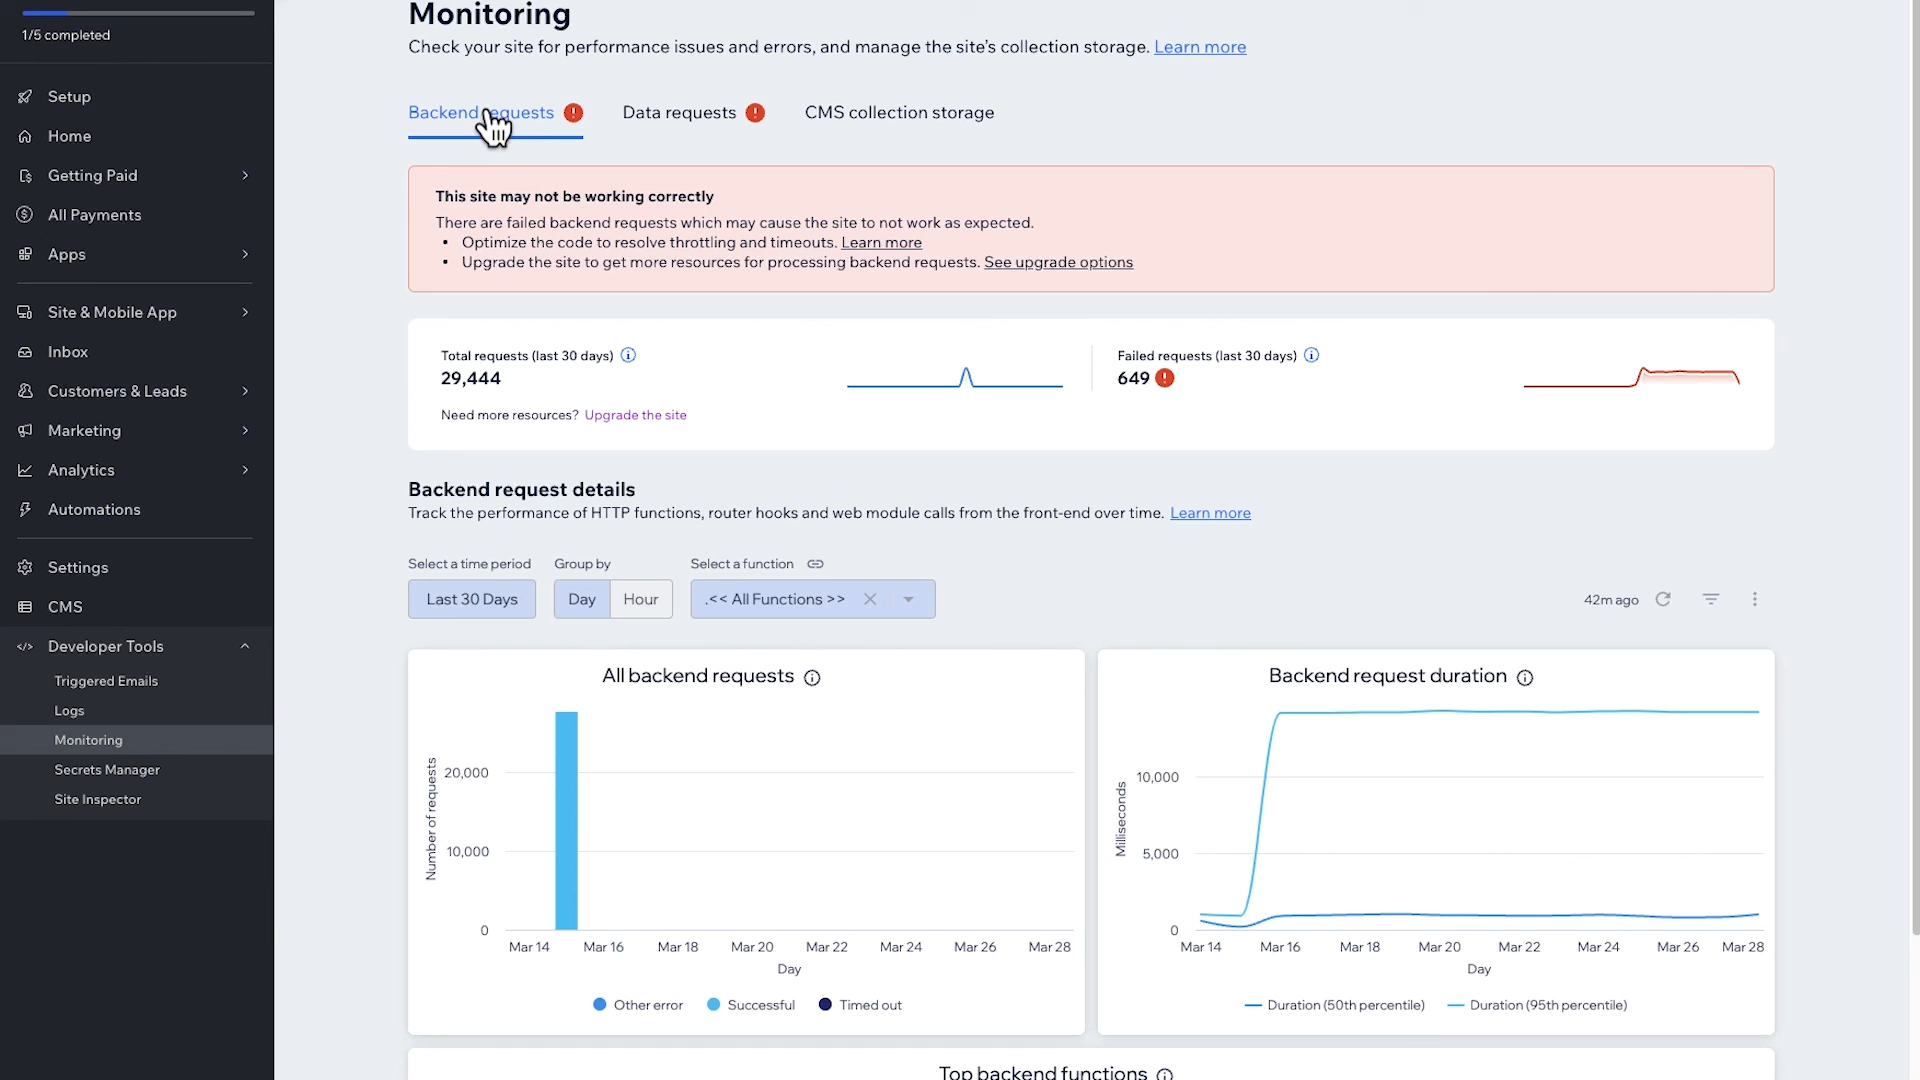 1/5 completed
Setup
Home
Getting Paid
All Payments
Apps
Site & Mobile App
Inbox
Customers & Leads
Marketing
Analytics
Automations
Settings
CMS
Developer Tools
Triggered Emails
Logs
Monitoring
Secrets Manager
Site Inspector
Monitoring
Check your site for performance issues and errors, and manage the site's collection storage. Learn more
Backend requests Data requests CMS collection storage
This site may not be working correctly
There are failed backend requests which may cause the site to not work as expected.
• Optimize the code to resolve throttling and timeouts. Learn more
• Upgrade the site to get more resources for processing backend requests. See upgrade options
Total requests (last 30 days)
29,444
Need more resources? Upgrade the site
Failed requests (last 30 days)
649
Backend request details
Track the performance of HTTP functions, router hooks and web module calls from the front-end over time. Learn more
Select a time period Group by Select a function
Last 30 Days Day Hour .<< All Functions >> 42m ago
All backend requests
Number of requests
20,000
10,000
0
Mar 14 Mar 16 Mar 18 Mar 20 Mar 22 Mar 24 Mar 26 Mar 28
Day
Other error Successful Timed out
Backend request duration
Milliseconds
10,000
5,000
0
Mar 14 Mar 16 Mar 18 Mar 20 Mar 22 Mar 24 Mar 26 Mar 28
Day
Duration (50th percentile) Duration (95th percentile)
Top backend functions